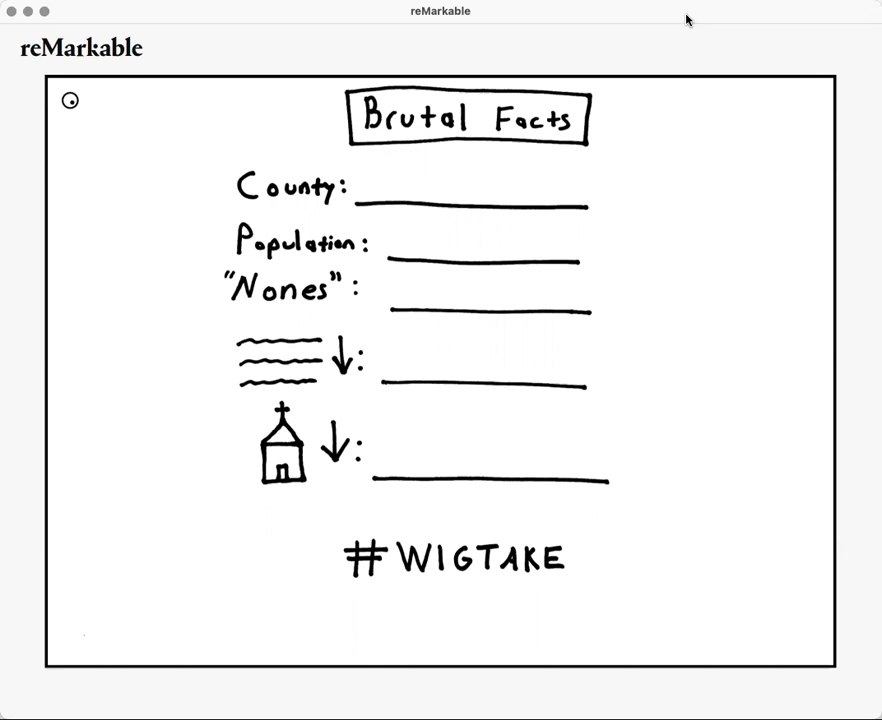 reMarkable
reMarkable
Brutal Facts
County:
Population:
"Nones":
:
:
#WIGTAKE